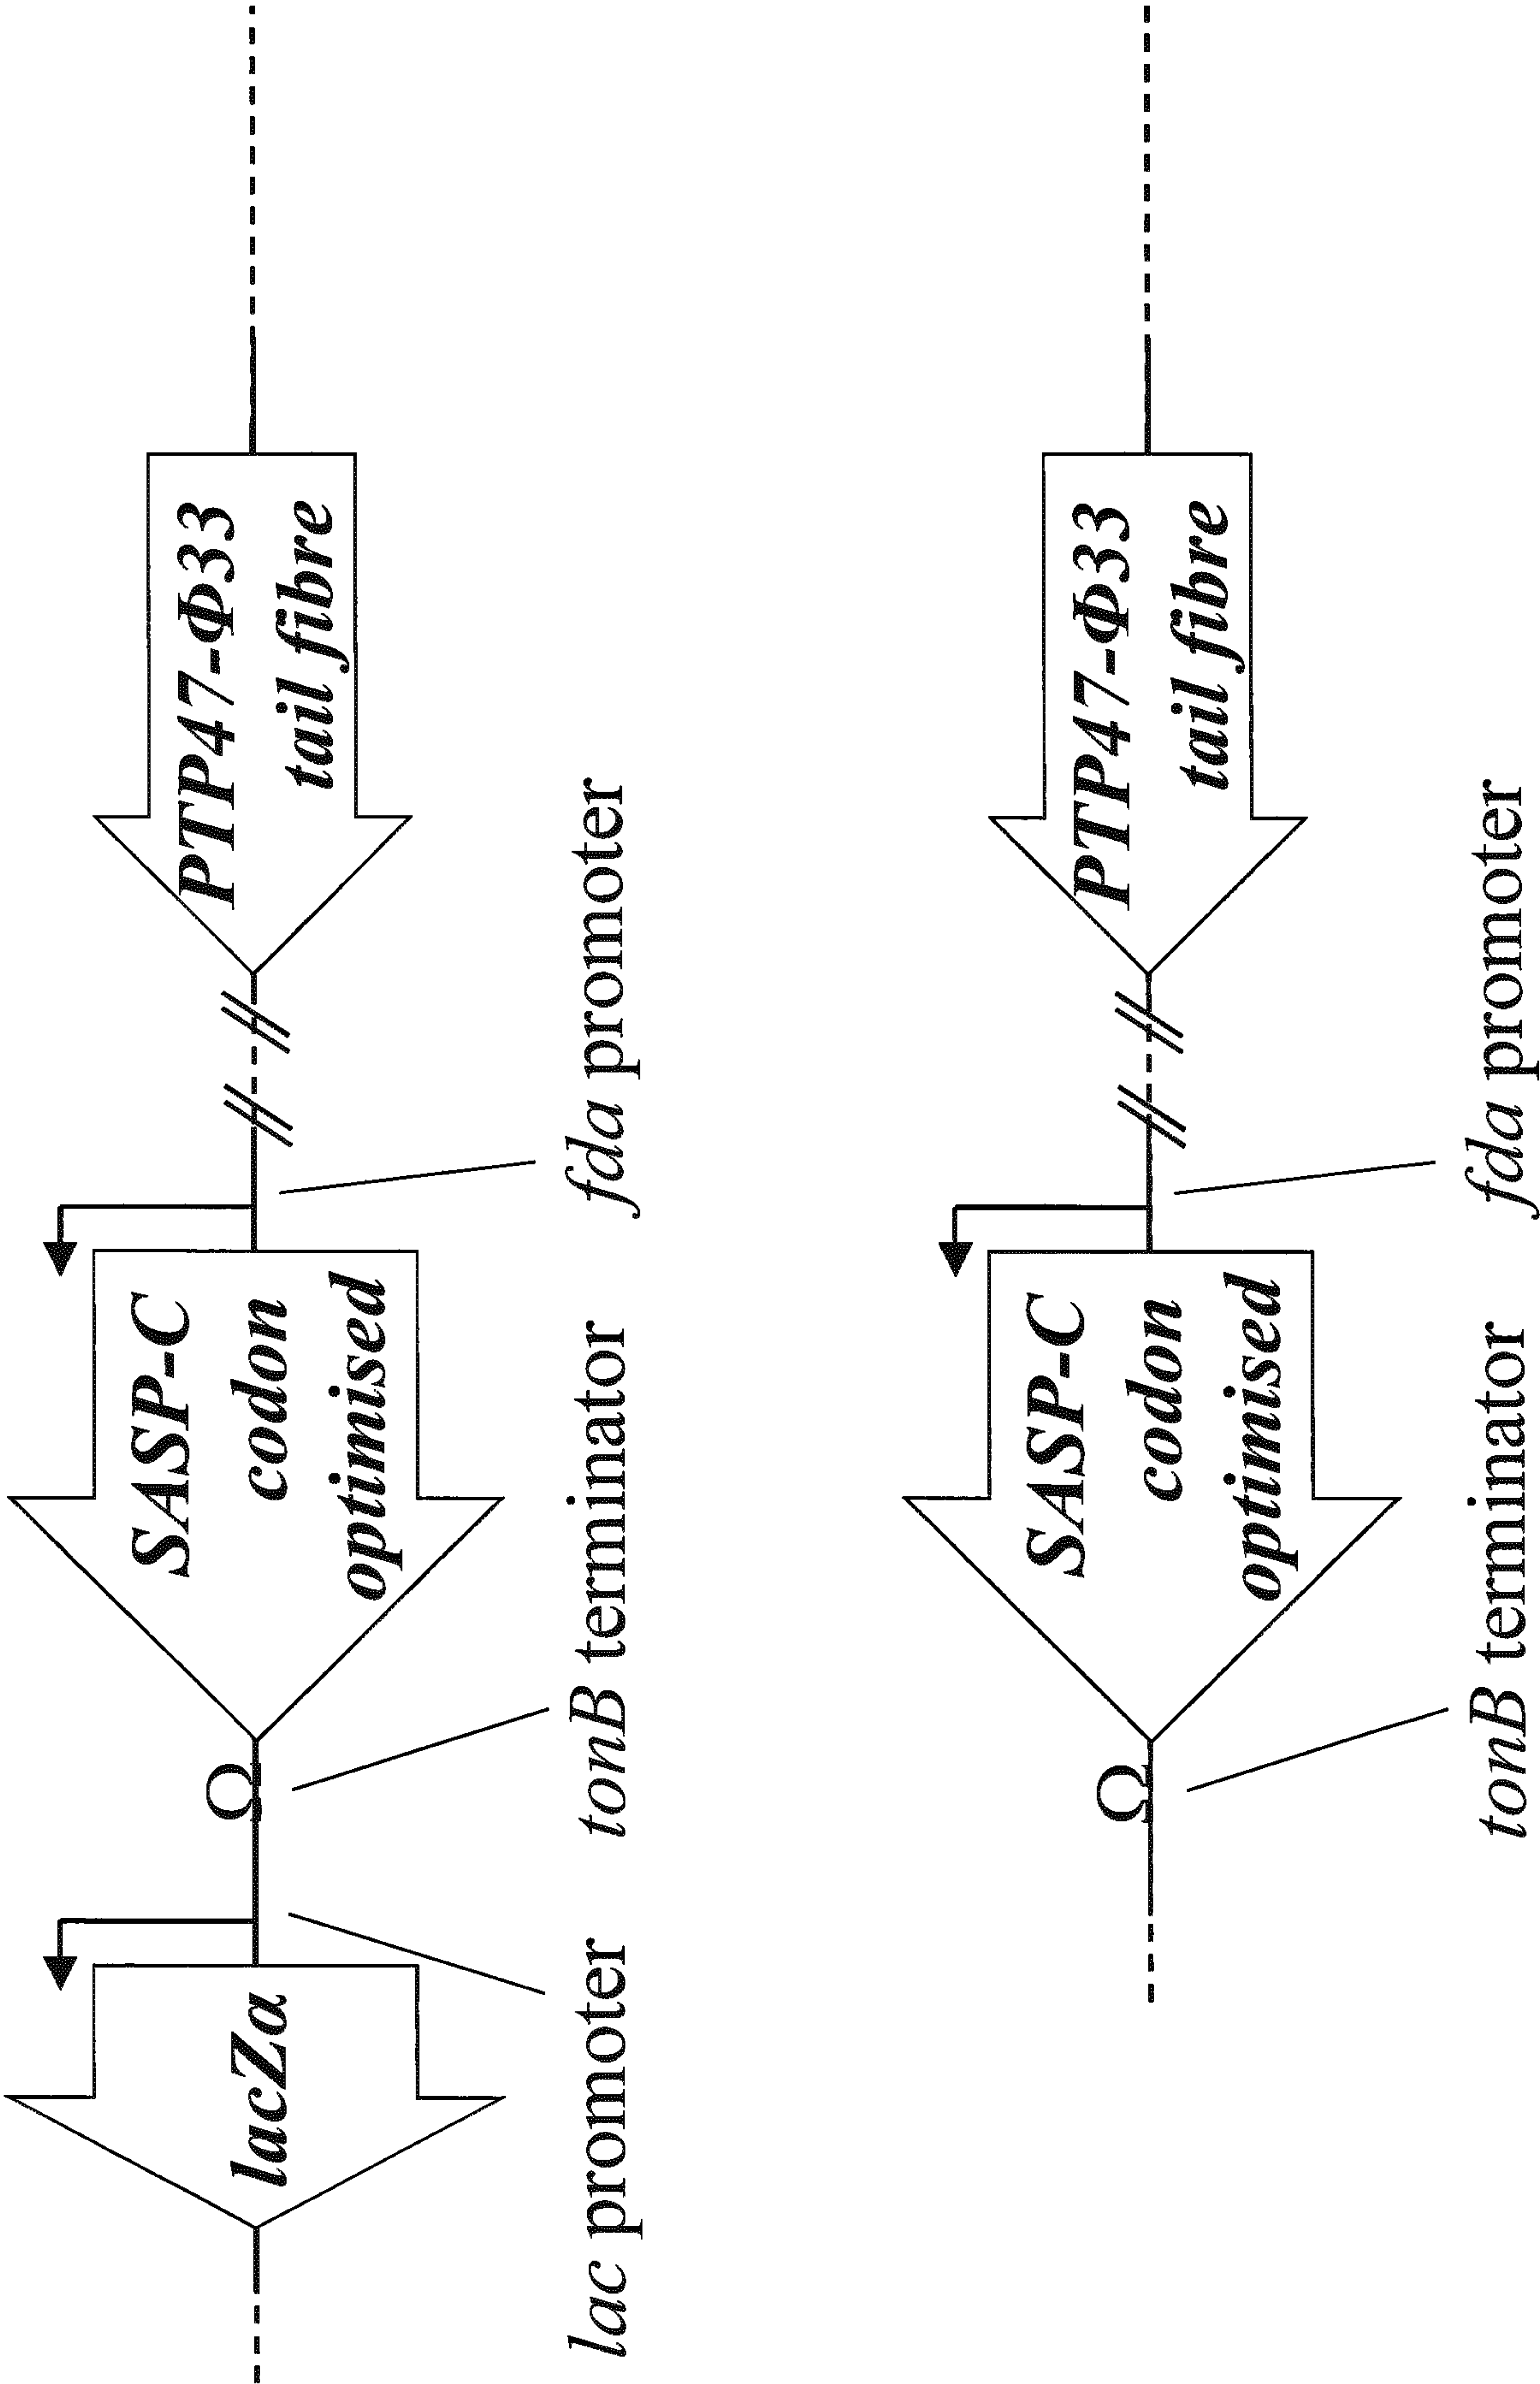 lacZα
SASP-C
codon
optimised
PTP47-Φ33
tail fibre
Ω
lac promoter
tonB terminator
fda promoter
SASP-C
codon
optimised
PTP47-Φ33
tail fibre
Ω
tonB terminator
fda promoter